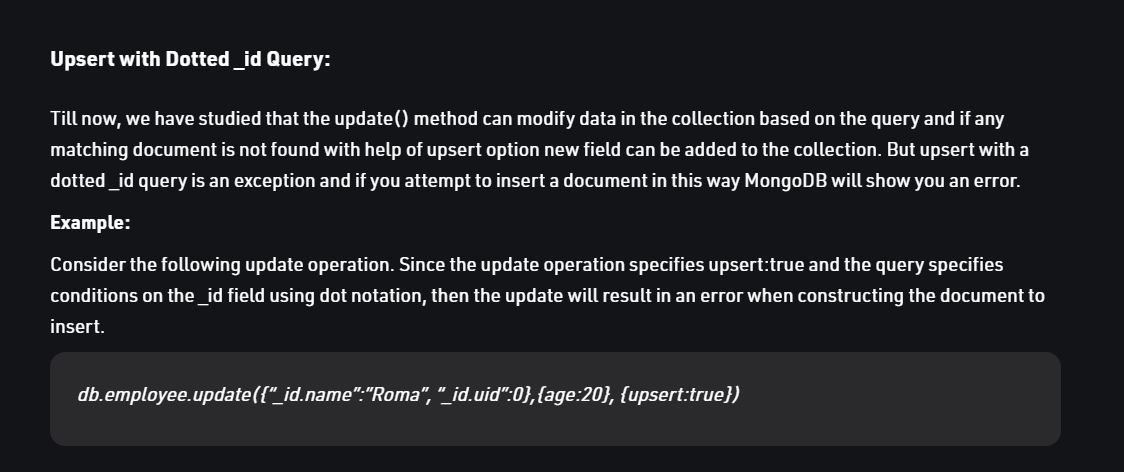 Upsert with Dotted _id Query:
Till now, we have studied that the update() method can modify data in the collection based on the query and if any
matching document is not found with help of upsert option new field can be added to the collection. But upsert with a
dotted _id query is an exception and if you attempt to insert a document in this way MongoDB will show you an error.
Example:
Consider the following update operation. Since the update operation specifies upsert:true and the query specifies
conditions on the _id field using dot notation, then the update will result in an error when constructing the document to
insert.
db.employee.update({“_id.name”:”Roma”, “_id.uid”:0},{age:20}, {upsert:true})